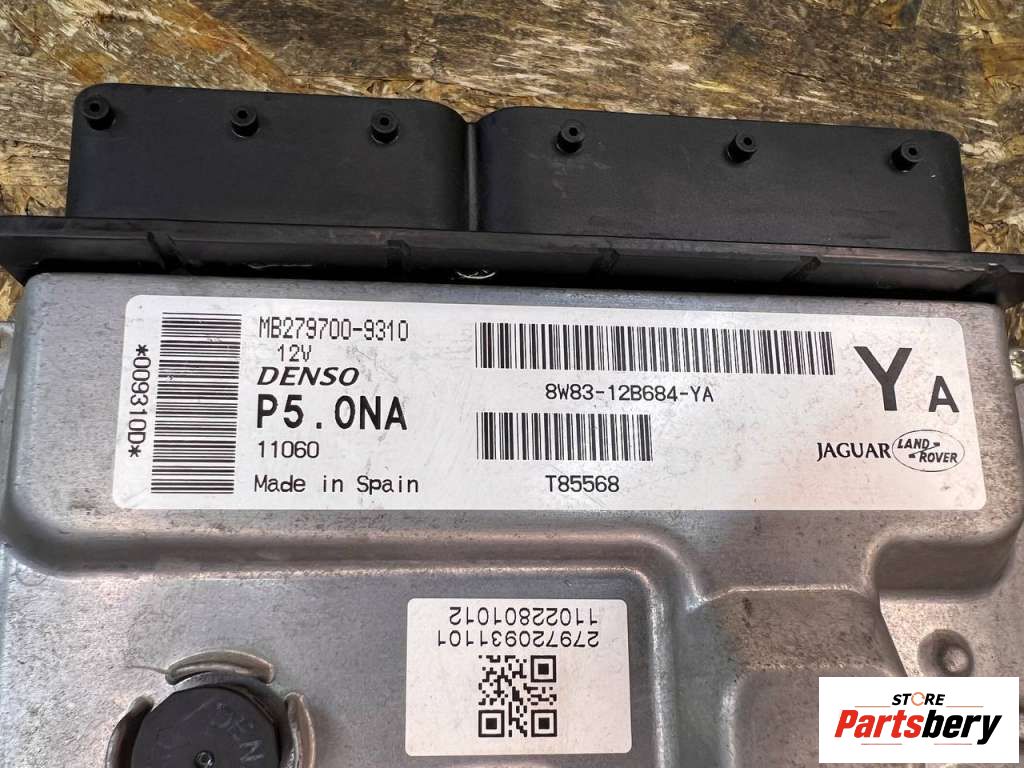 *009310D*
MB279700-9310
12V
DENSO
P5.0NA
11060
Made in Spain
8W83-12B684-YA
T85568
YA
JAGUAR LAND ROVER
279720931101
11022801012
STORE
Partsbery